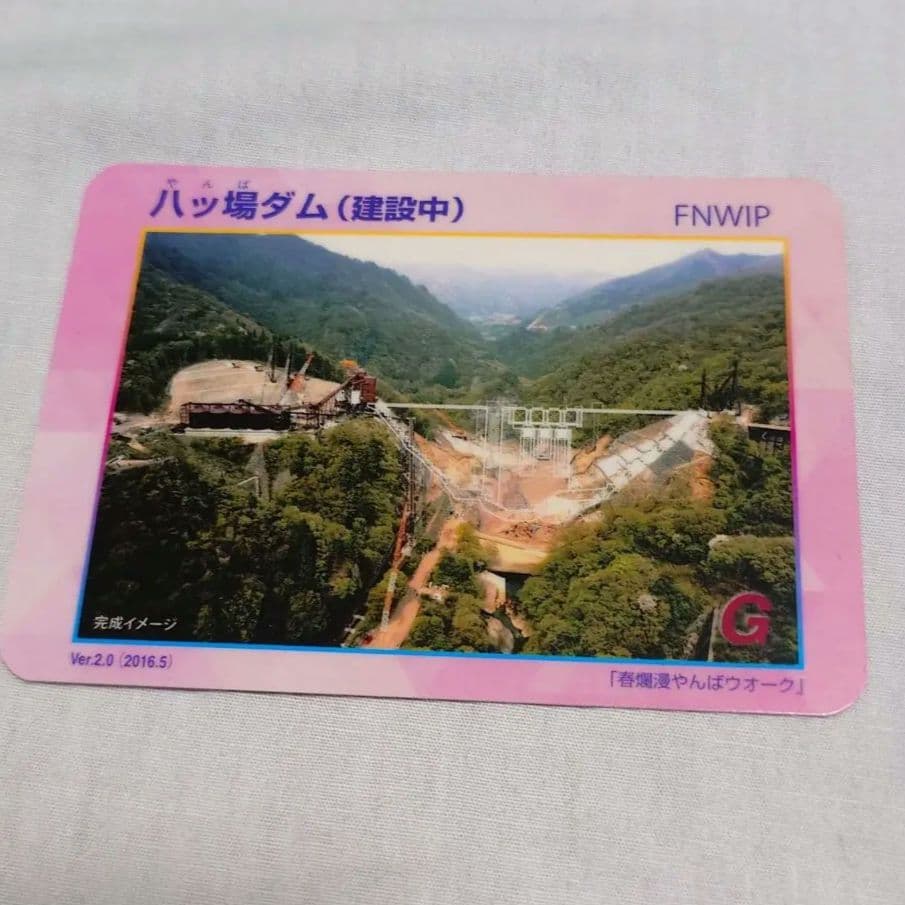 やんば
八ッ場ダム(建設中)
FNWIP
完成イメージ
G
Ver.2.0(2016.5)
「春爛漫やんばウオーク」